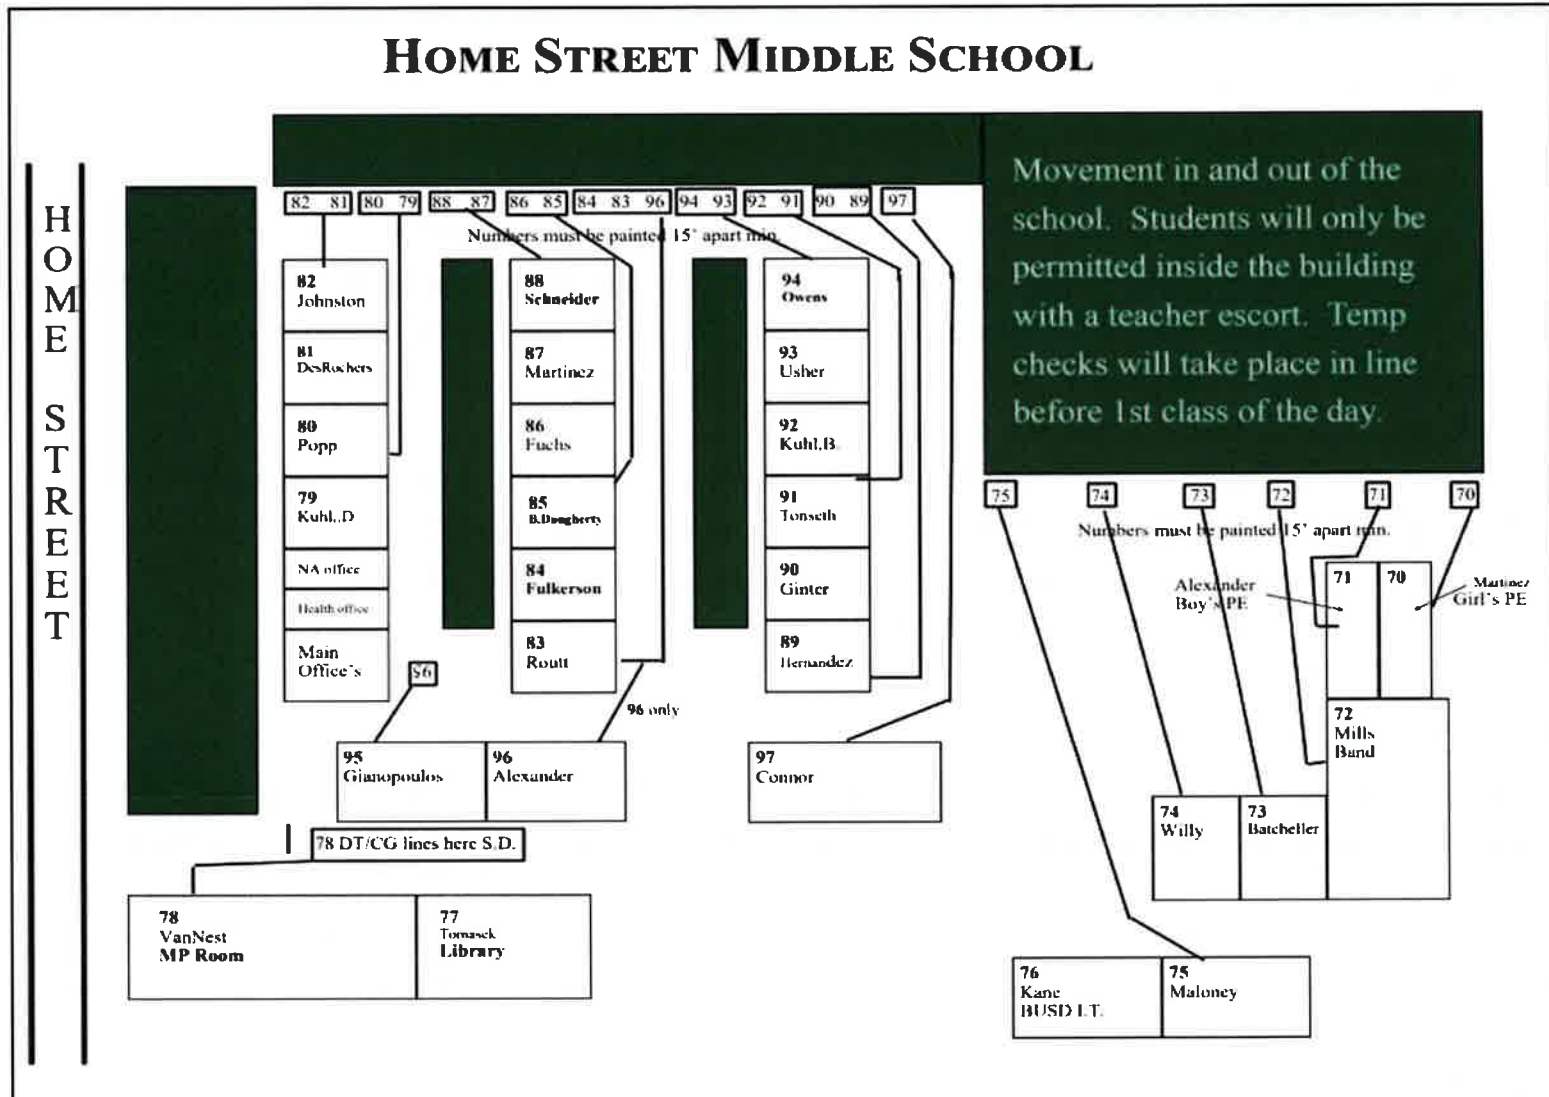 HOME STREET MIDDLE SCHOOL
HOME STREET
Movement in and out of the
school. Students will only be
permitted inside the building
with a teacher escort. Temp
checks will take place in line
before 1st class of the day.
82 81
80 79
88 87
86 85
84 83 96
94 93
92 91
90 89
97
Numbers must be painted 15' apart min.
82
Johnston
81
DesRochers
80
Popp
79
Kuhl,.D
NA office
Health office
Main
Office's
88
Schneider
87
Martinez
86
Fuchs
85
B.Dougherty
84
Fulkerson
83
Routt
94
Owens
93
Usher
92
Kuhl,B.
91
Tonseth
90
Ginter
89
Hernandez
95
96 only
95
Gianopoulos
96
Alexander
97
Connor
78 DT/CG lines here S.D.
78
VanNest
MP Room
77
Tomasek
Library
75
74
73
72
71
70
Numbers must be painted 15' apart min.
Alexander
Boy's PE
71
70
Martinez
Girl's PE
72
Mills
Band
74
Willy
73
Batcheller
76
Kane
BUSD I.T.
75
Maloney